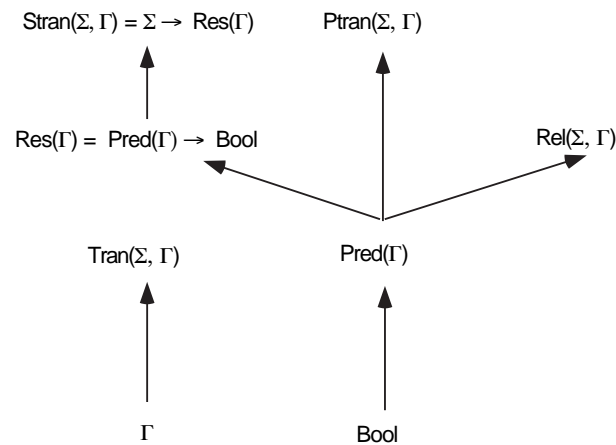 Stran(Σ, Γ) = Σ → Res(Γ)
Ptran(Σ, Γ)
Res(Γ) = Pred(Γ) → Bool
Rel(Σ, Γ)
Tran(Σ, Γ)
Pred(Γ)
Γ
Bool